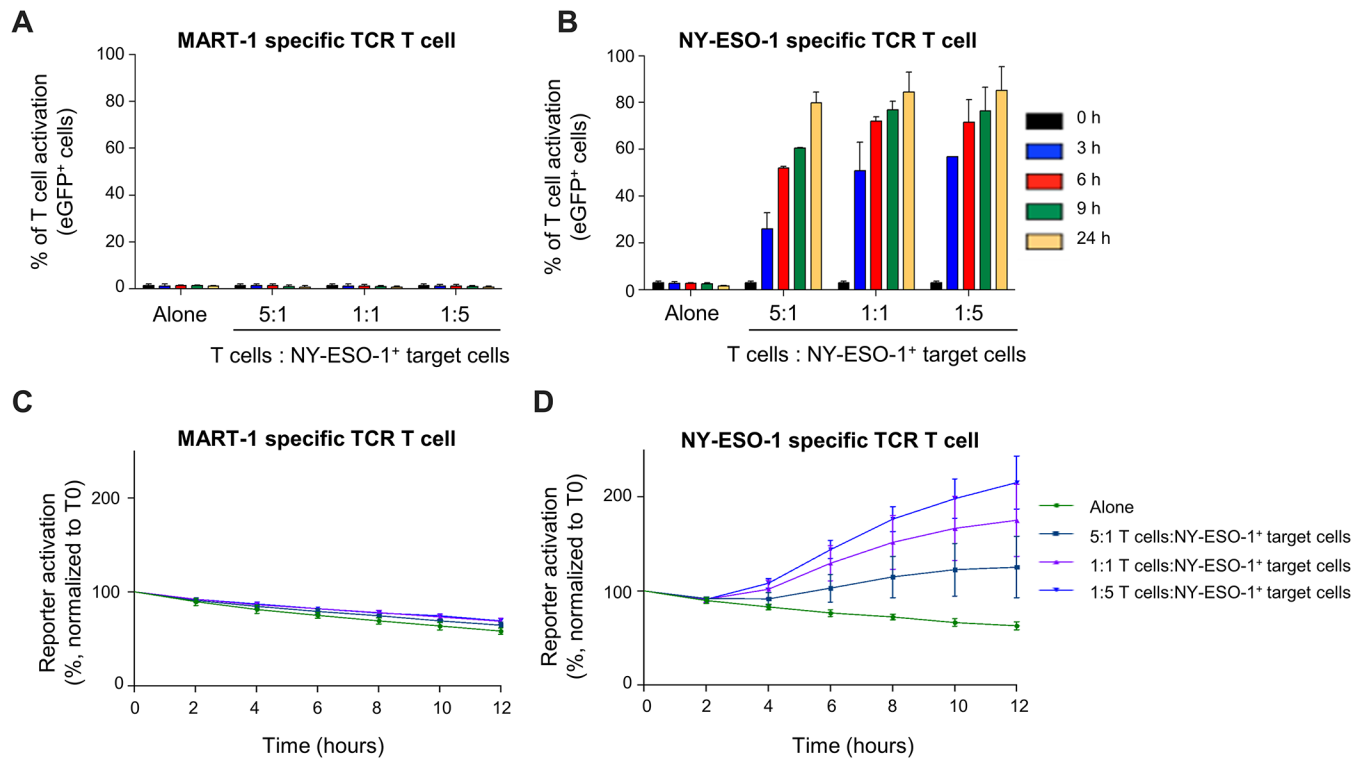 A
MART-1 specific TCR T cell
% of T cell activation
(eGFP⁺ cells)
100
80
60
40
20
0
Alone
5:1
1:1
1:5
T cells : NY-ESO-1⁺ target cells
B
NY-ESO-1 specific TCR T cell
% of T cell activation
(eGFP⁺ cells)
100
80
60
40
20
0
Alone
5:1
1:1
1:5
T cells : NY-ESO-1⁺ target cells
0 h
3 h
6 h
9 h
24 h
C
MART-1 specific TCR T cell
Reporter activation
(%, normalized to T0)
200
100
0
0 2 4 6 8 10 12
Time (hours)
D
NY-ESO-1 specific TCR T cell
Reporter activation
(%, normalized to T0)
200
100
0
0 2 4 6 8 10 12
Time (hours)
Alone
5:1 T cells:NY-ESO-1⁺ target cells
1:1 T cells:NY-ESO-1⁺ target cells
1:5 T cells:NY-ESO-1⁺ target cells